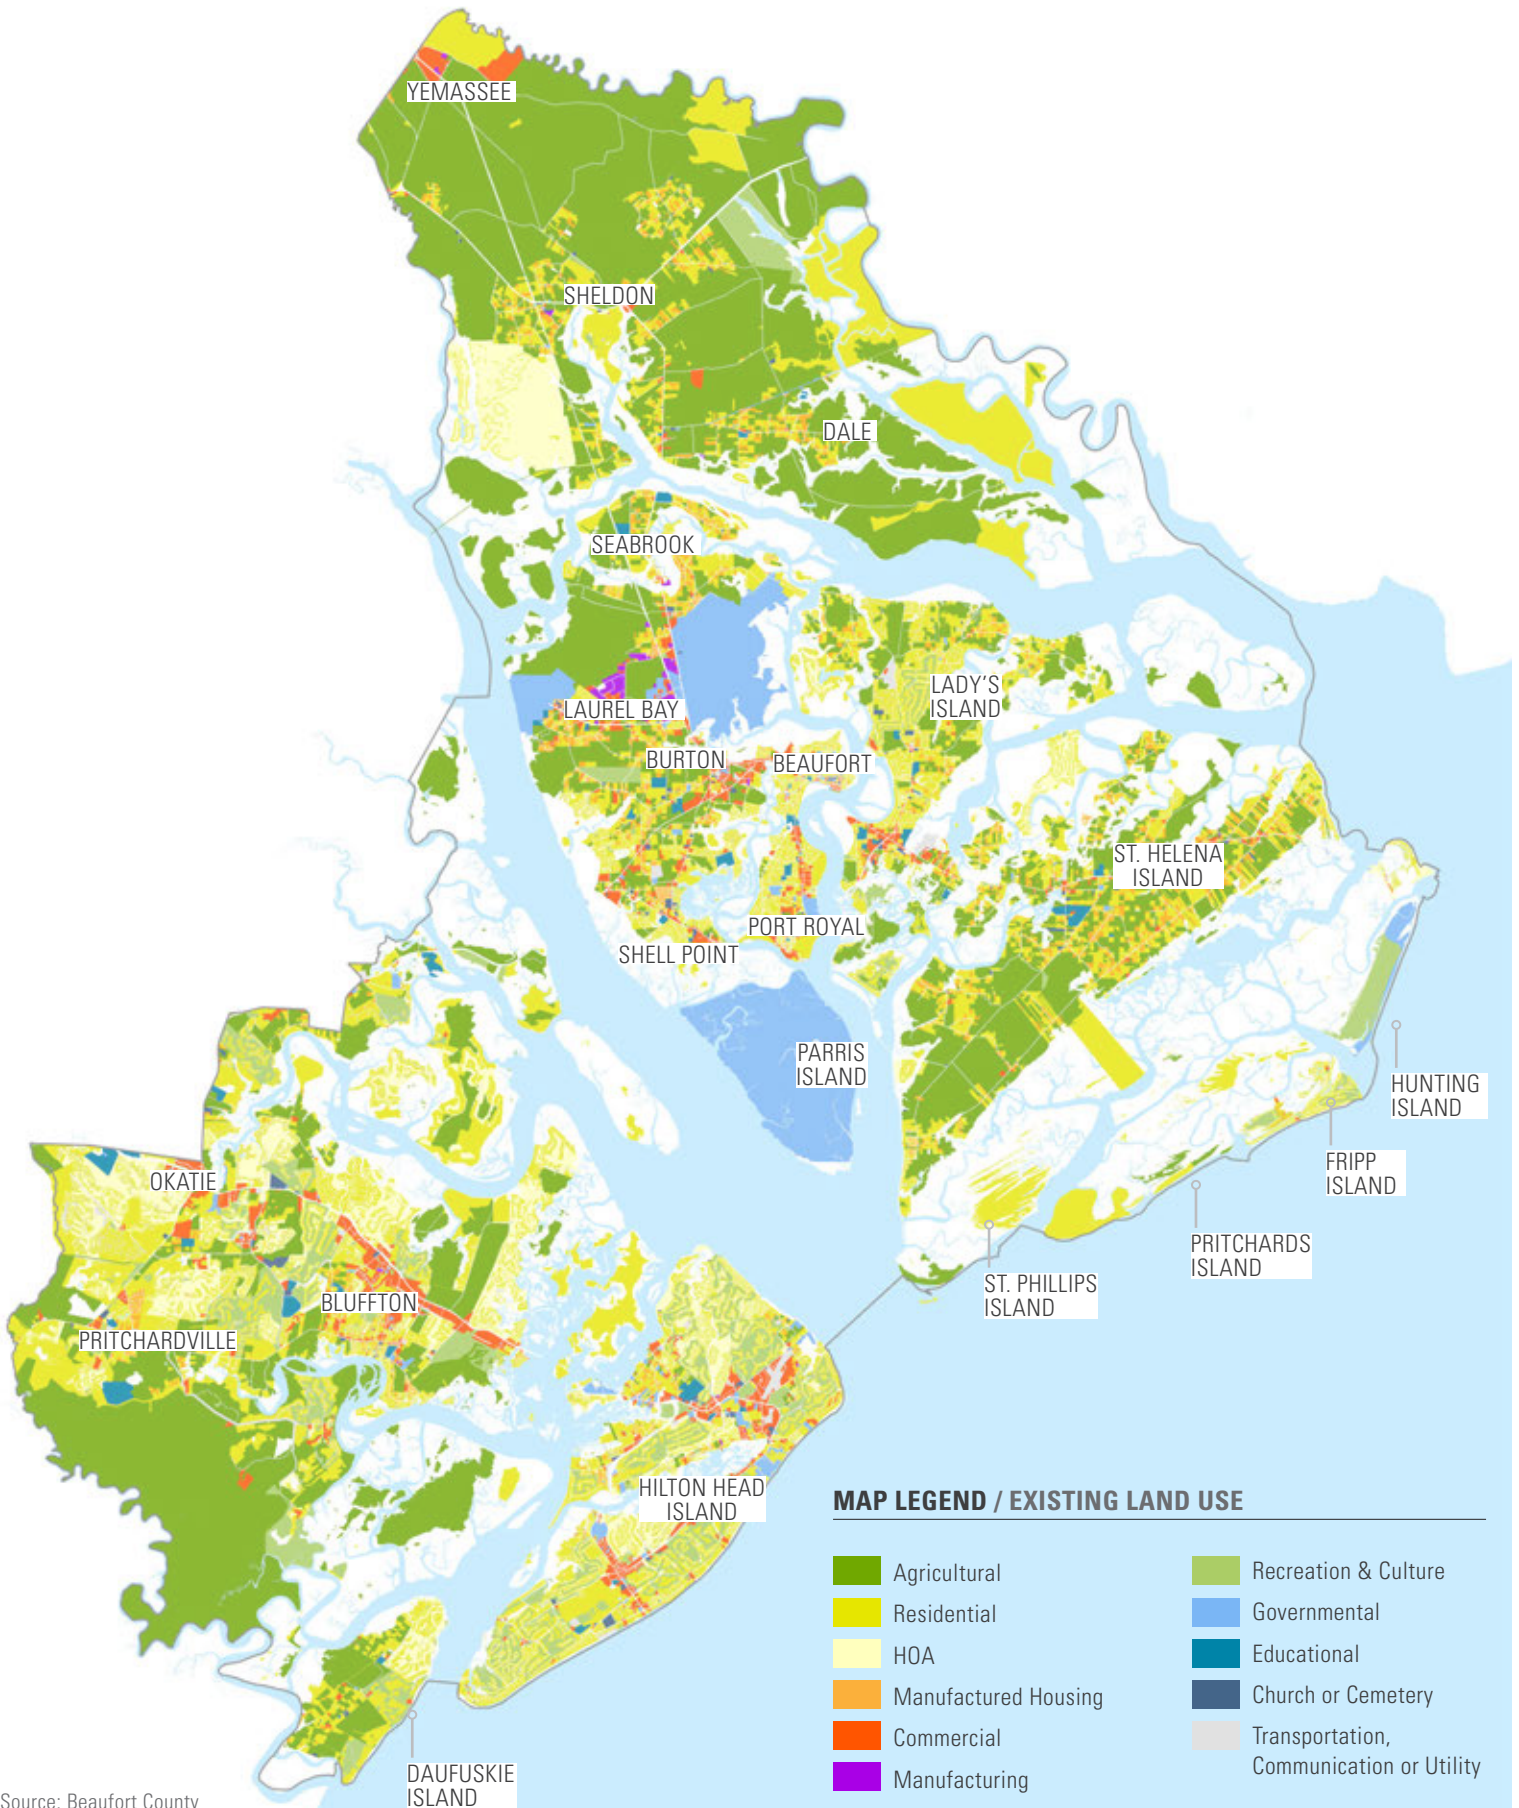 YEMASSEE
SHELDON
DALE
SEABROOK
LADY'S
ISLAND
LAUREL BAY
BURTON
BEAUFORT
ST. HELENA
ISLAND
PORT ROYAL
SHELL POINT
PARRIS
ISLAND
HUNTING
ISLAND
FRIPP
ISLAND
OKATIE
PRITCHARDS
ISLAND
ST. PHILLIPS
ISLAND
BLUFFTON
PRITCHARDVILLE
HILTON HEAD
ISLAND
DAUFUSKIE
ISLAND
MAP LEGEND / EXISTING LAND USE
Agricultural
Residential
HOA
Manufactured Housing
Commercial
Manufacturing
Recreation & Culture
Governmental
Educational
Church or Cemetery
Transportation,
Communication or Utility
Source: Beaufort County